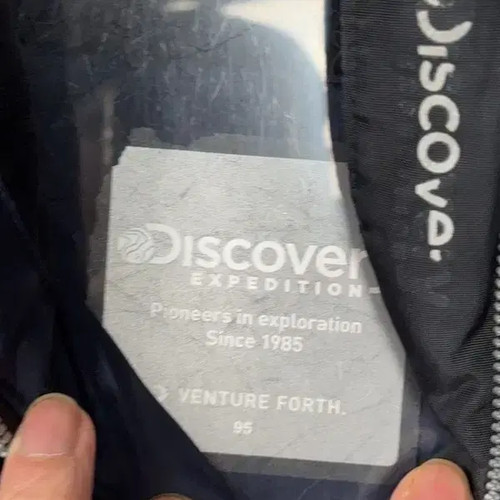 Discover
EXPEDITION
Pioneers in exploration
Since 1985
VENTURE FORTH.
95
DISCOVE